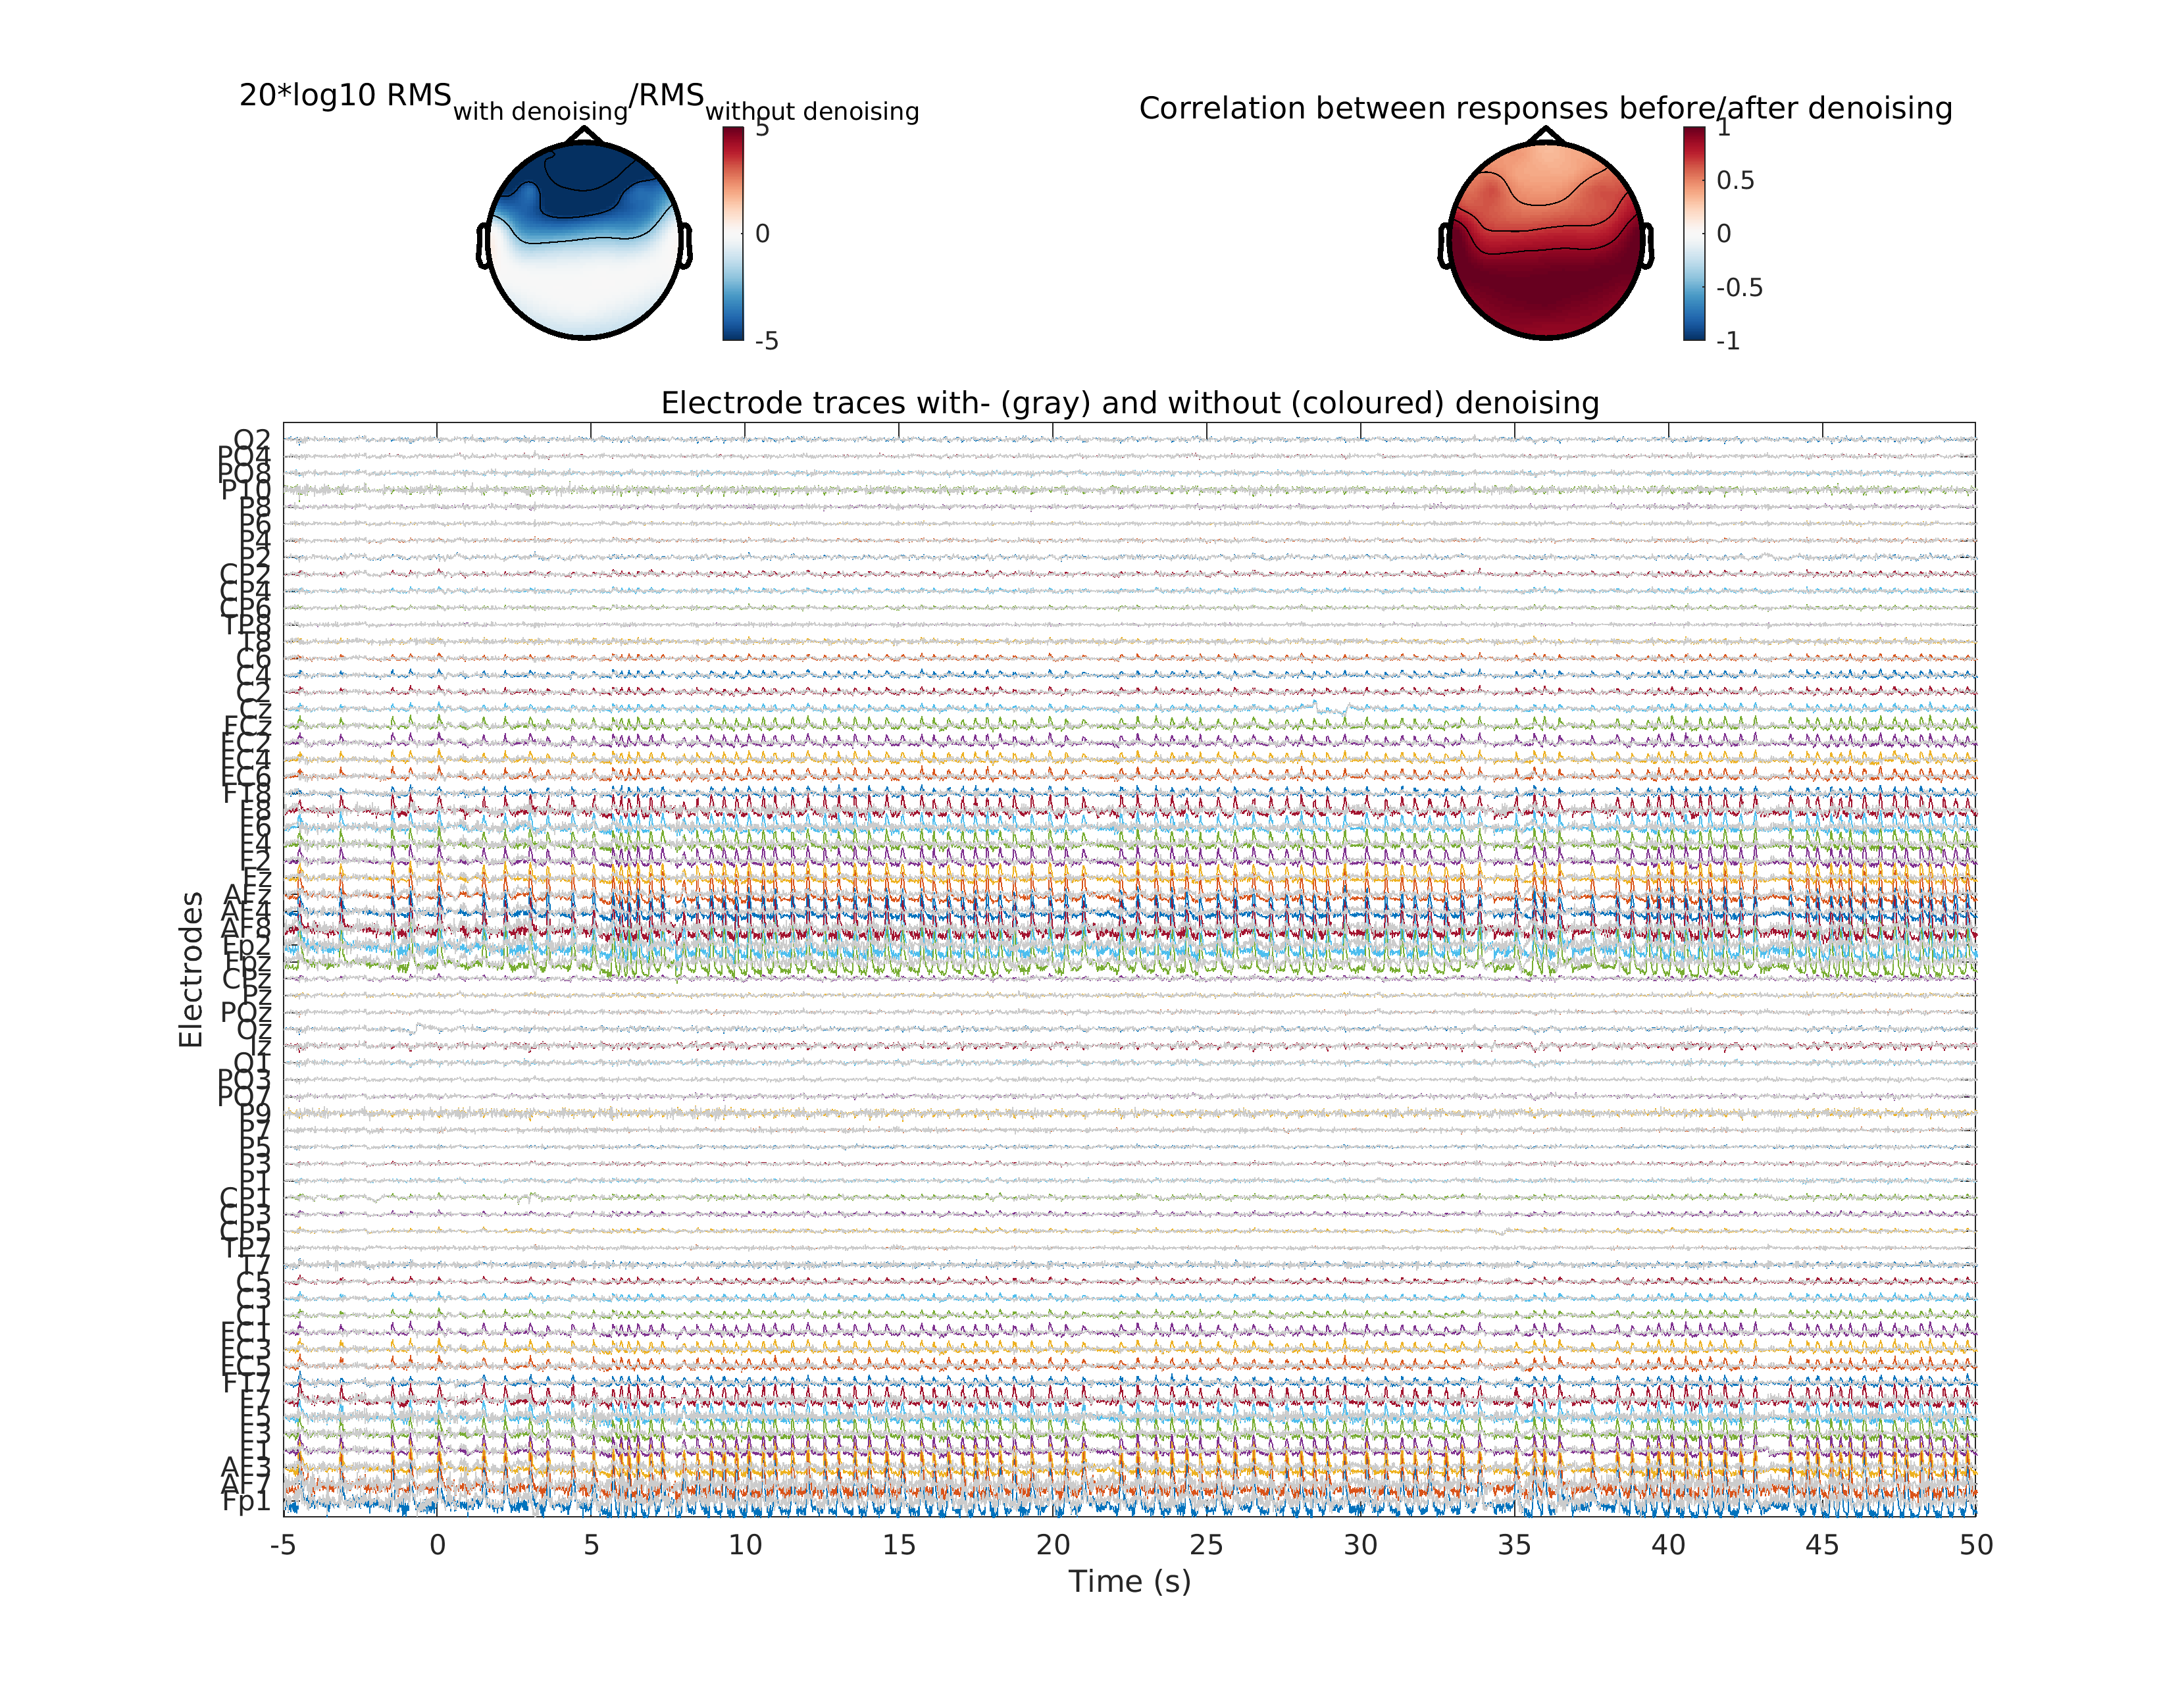 20*log10 RMS with denoising /RMS without denoising
5
0
-5
Correlation between responses before/after denoising
1
0.5
0
-0.5
-1
Electrode traces with- (gray) and without (coloured) denoising
Electrodes
O2
PO4
PO8
P10
P8
P6
P4
P2
CP2
CP4
CP6
TP8
T8
C6
C4
C2
Cz
FCz
FC2
FC4
FC6
FT8
F8
F6
F4
F2
Fz
AFz
AF4
AF8
Fp2
Fpz
CPz
Pz
POz
Oz
Iz
O1
PO3
PO7
P9
P7
P5
P3
P1
CP1
CP3
CP5
TP7
T7
C5
C3
C1
FC1
FC3
FC5
FT7
F7
F5
F3
F1
AF3
AF7
Fp1
-5 0 5 10 15 20 25 30 35 40 45 50
Time (s)